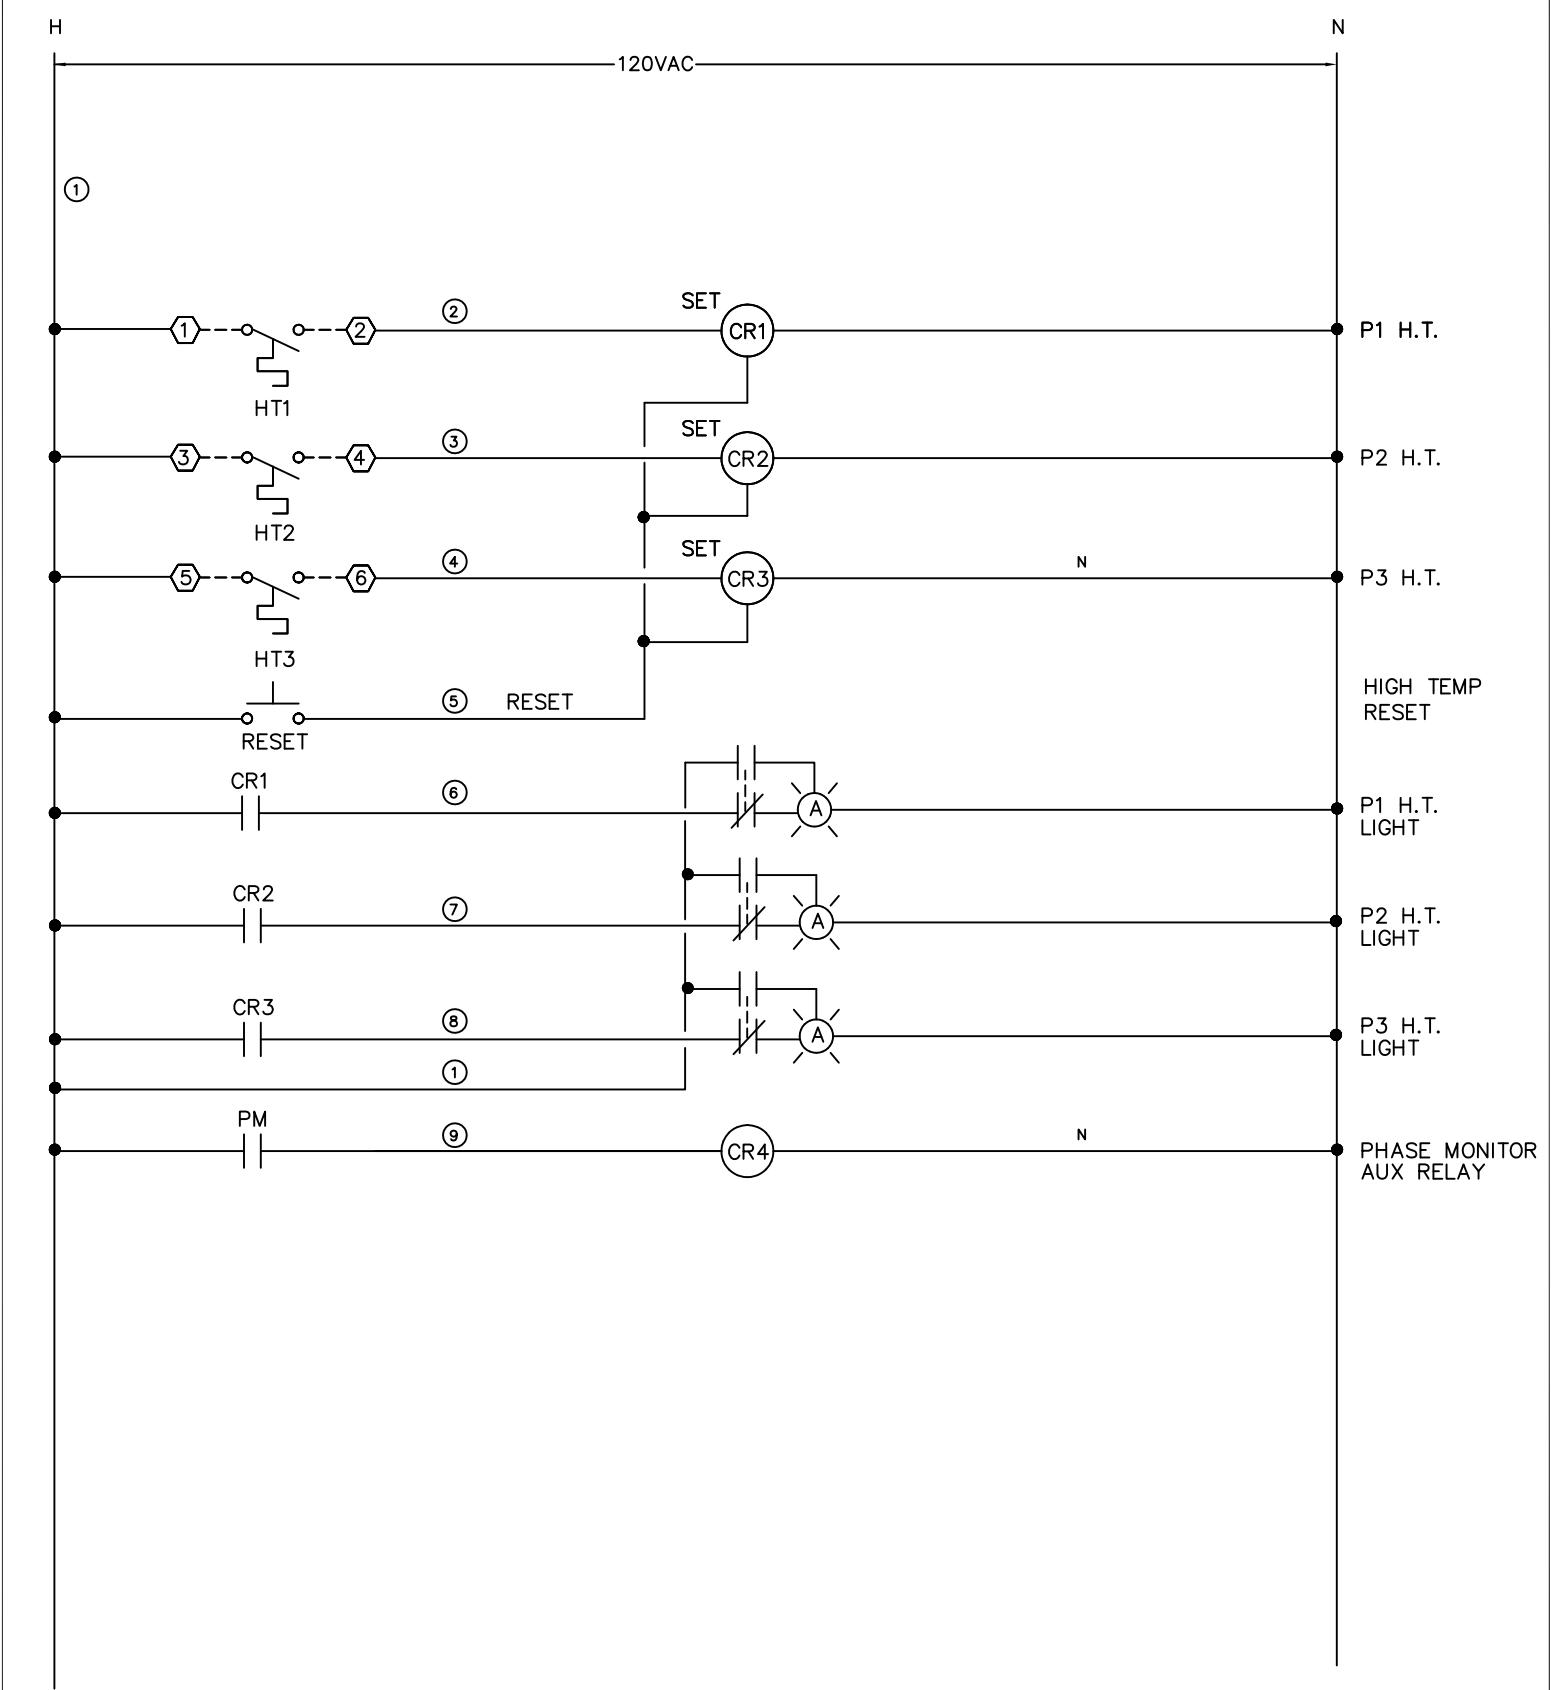 H N
120VAC
1
2 SET
1 2 CR1 P1 H.T.
HT1
3 SET
3 4 CR2 P2 H.T.
HT2
4 SET N
5 6 CR3 P3 H.T.
HT3
HIGH TEMP
RESET
5 RESET
RESET
CR1 6
A P1 H.T.
LIGHT
CR2 7
A P2 H.T.
LIGHT
CR3 8
A P3 H.T.
LIGHT
1
PM 9 N
CR4 PHASE MONITOR
AUX RELAY